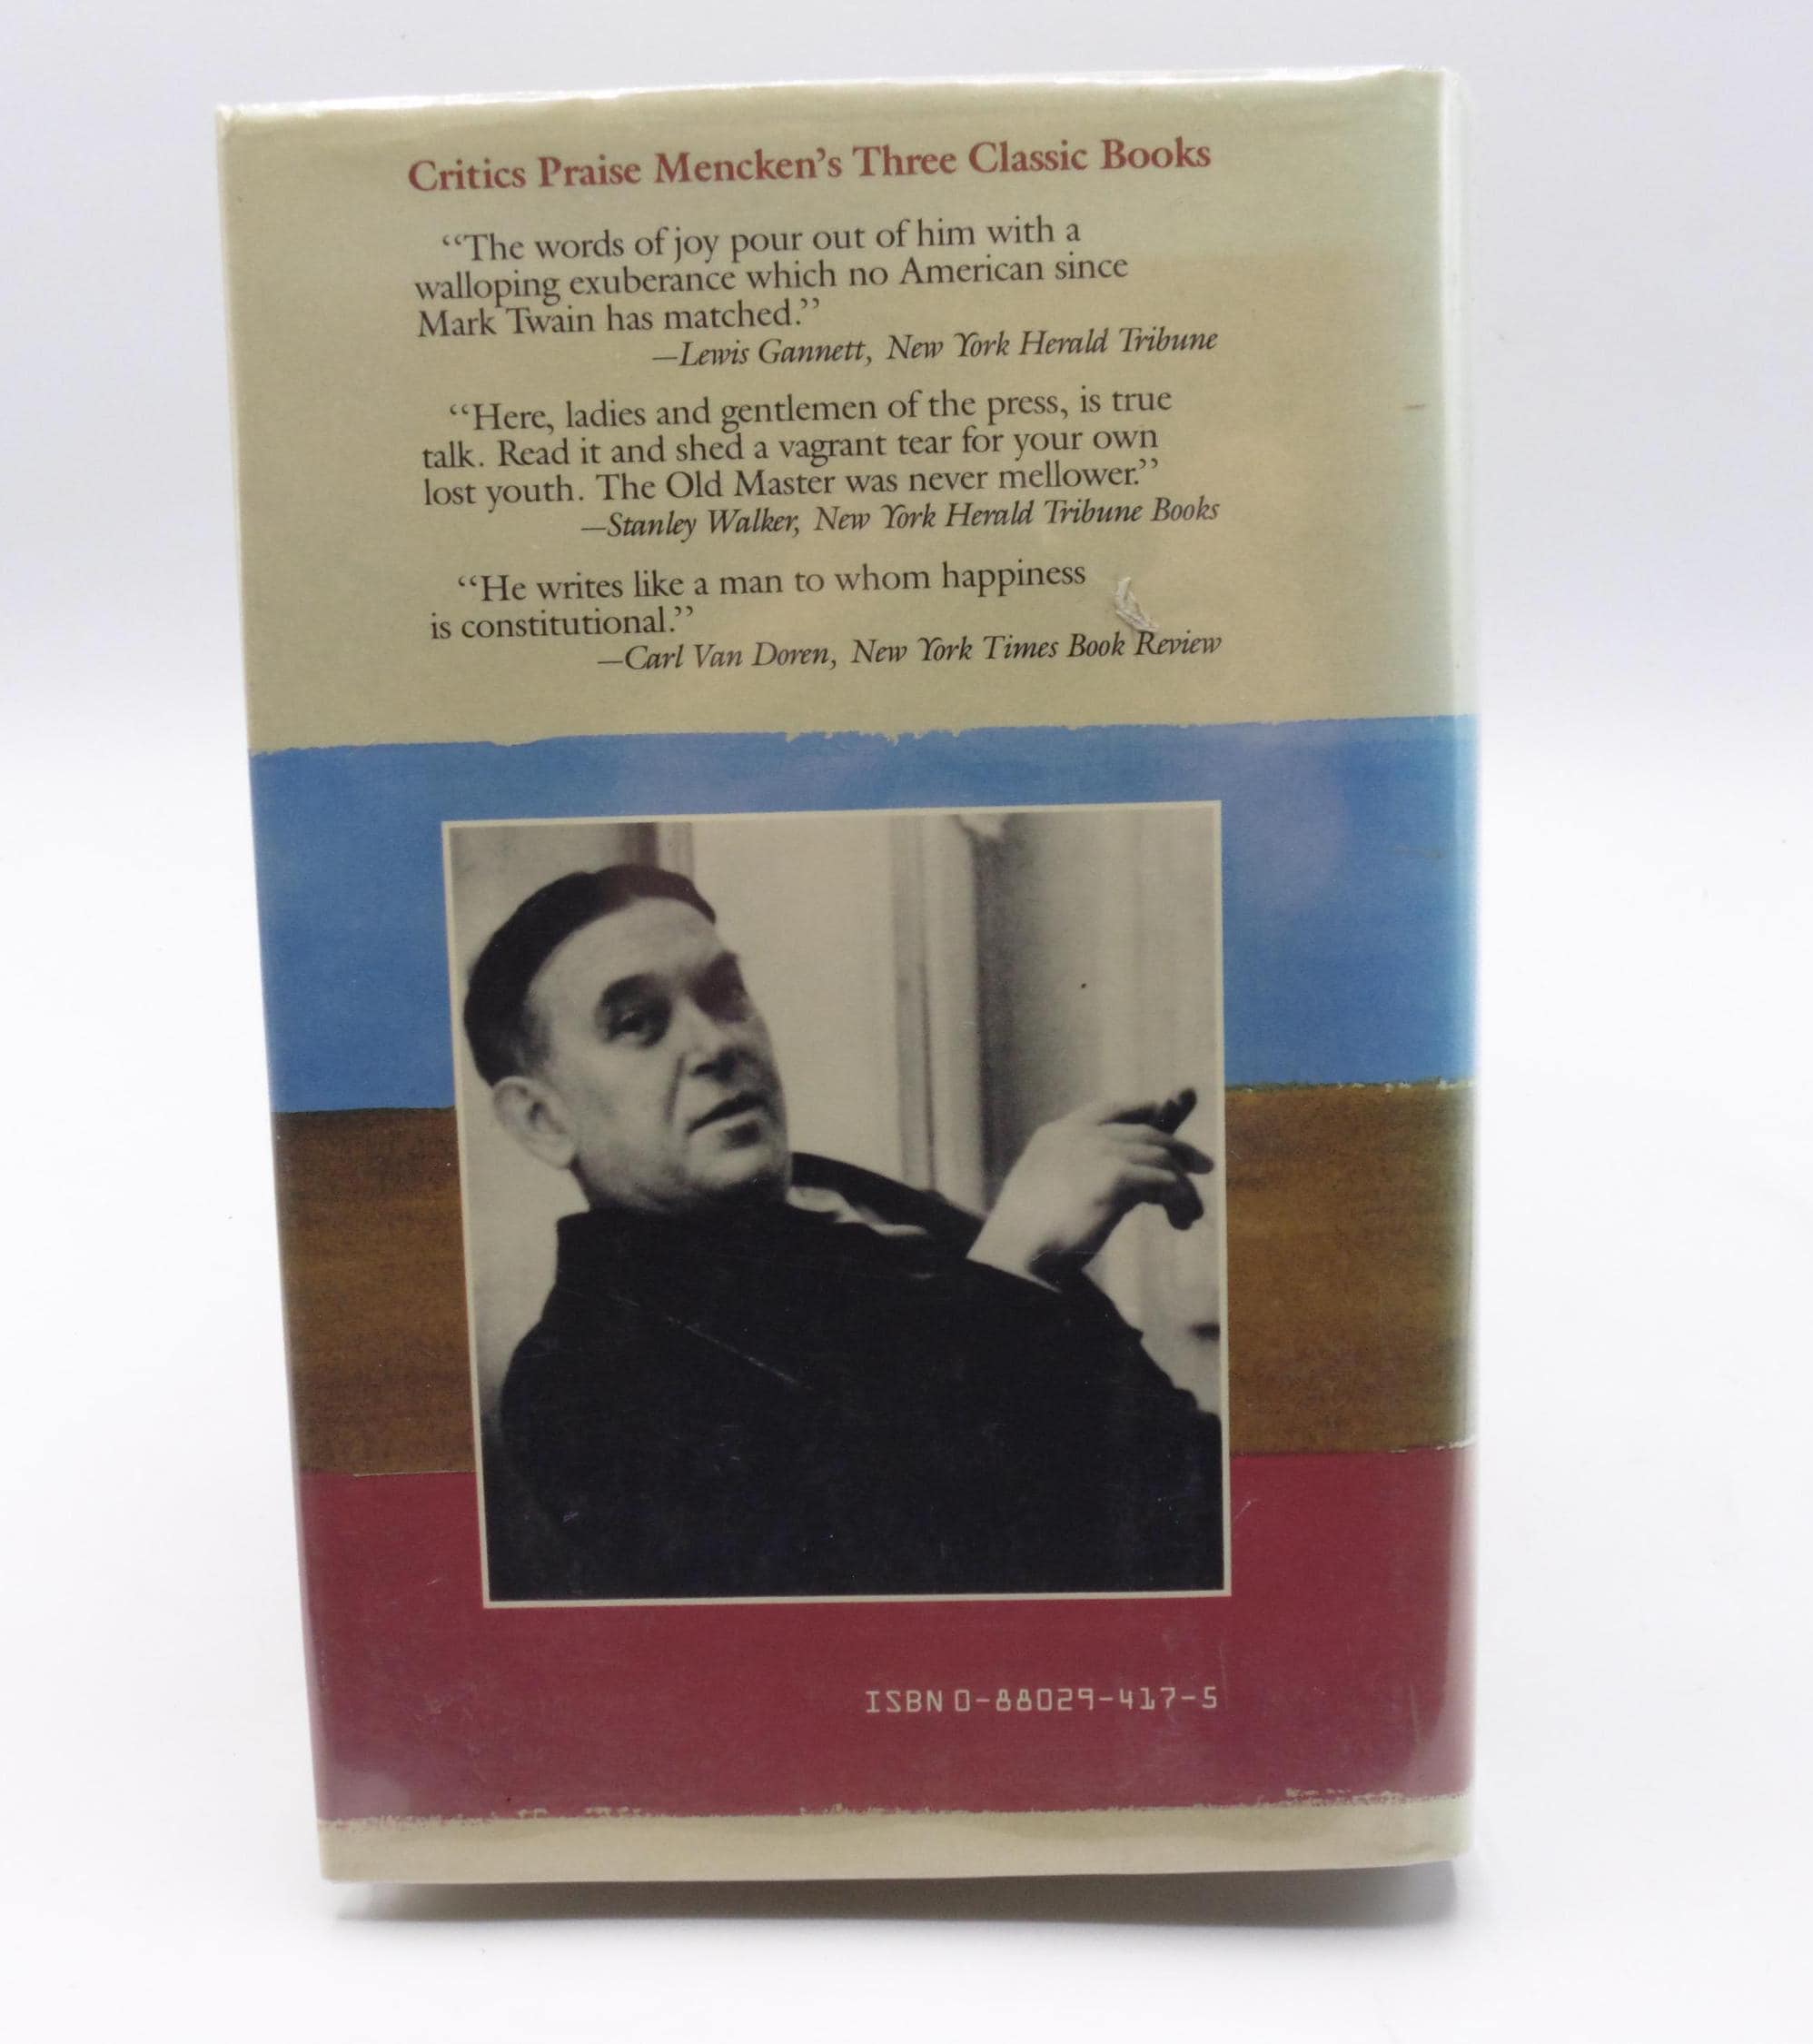 Critics Praise Mencken’s Three Classic Books
“The words of joy pour out of him with a
walloping exuberance which no American since
Mark Twain has matched.”
—Lewis Gannett, New York Herald Tribune
“Here, ladies and gentlemen of the press, is true
talk. Read it and shed a vagrant tear for your own
lost youth. The Old Master was never mellower.”
—Stanley Walker, New York Herald Tribune Books
“He writes like a man to whom happiness
is constitutional.”
—Carl Van Doren, New York Times Book Review
ISBN 0-88029-417-5